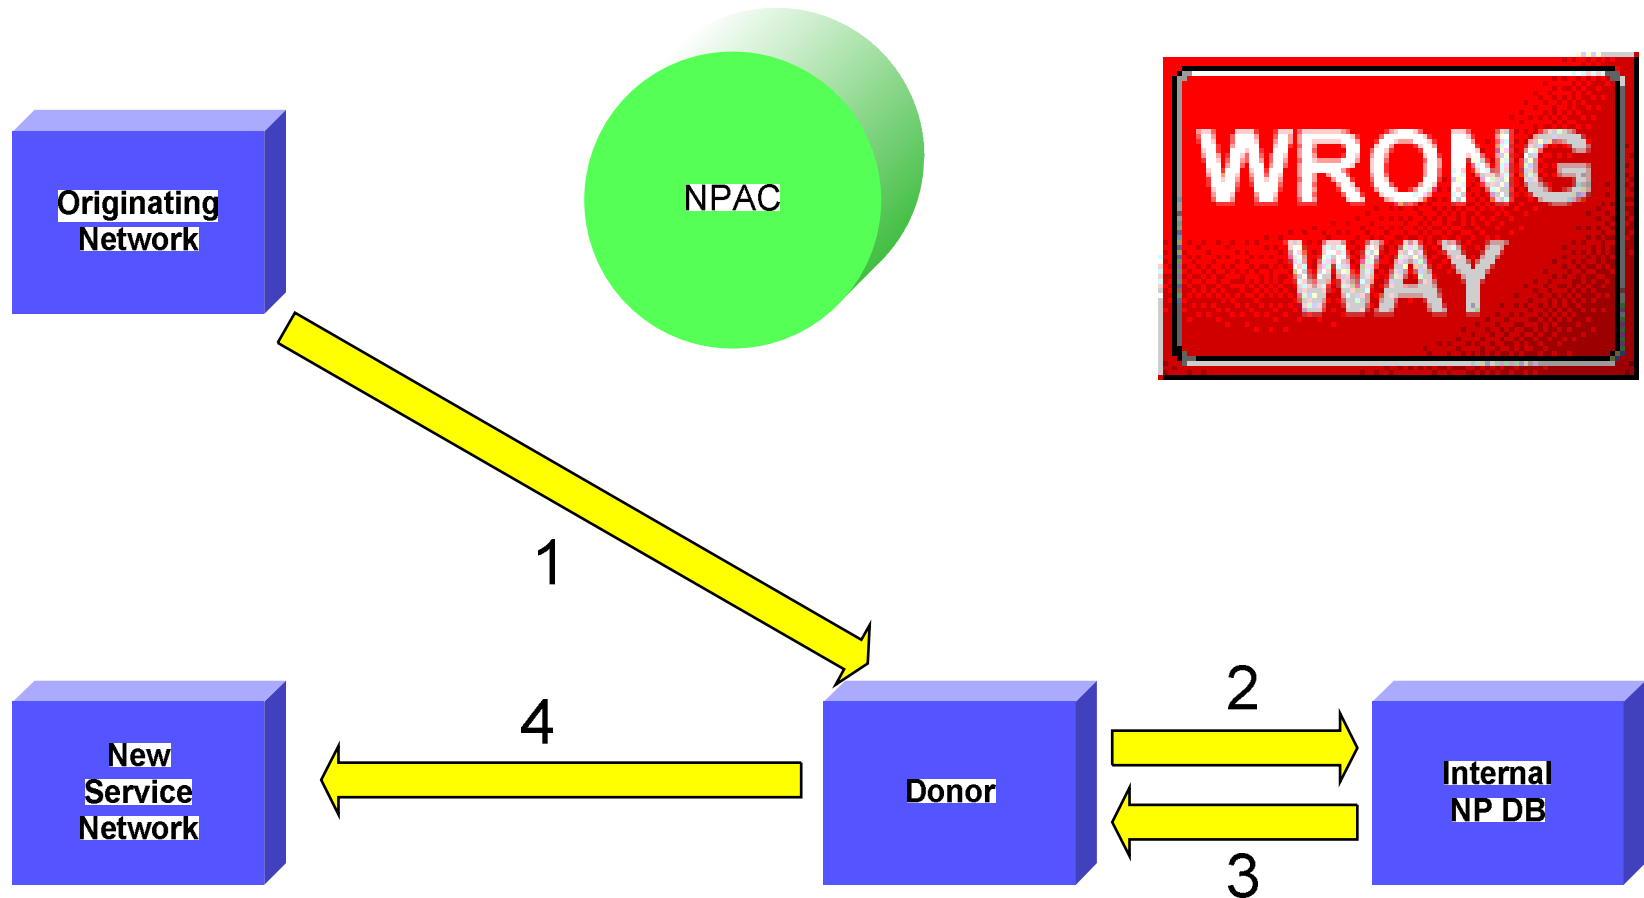 Originating
Network
NPAC
WRONG
WAY
1
4
2
3
New
Service
Network
Donor
Internal
NP DB